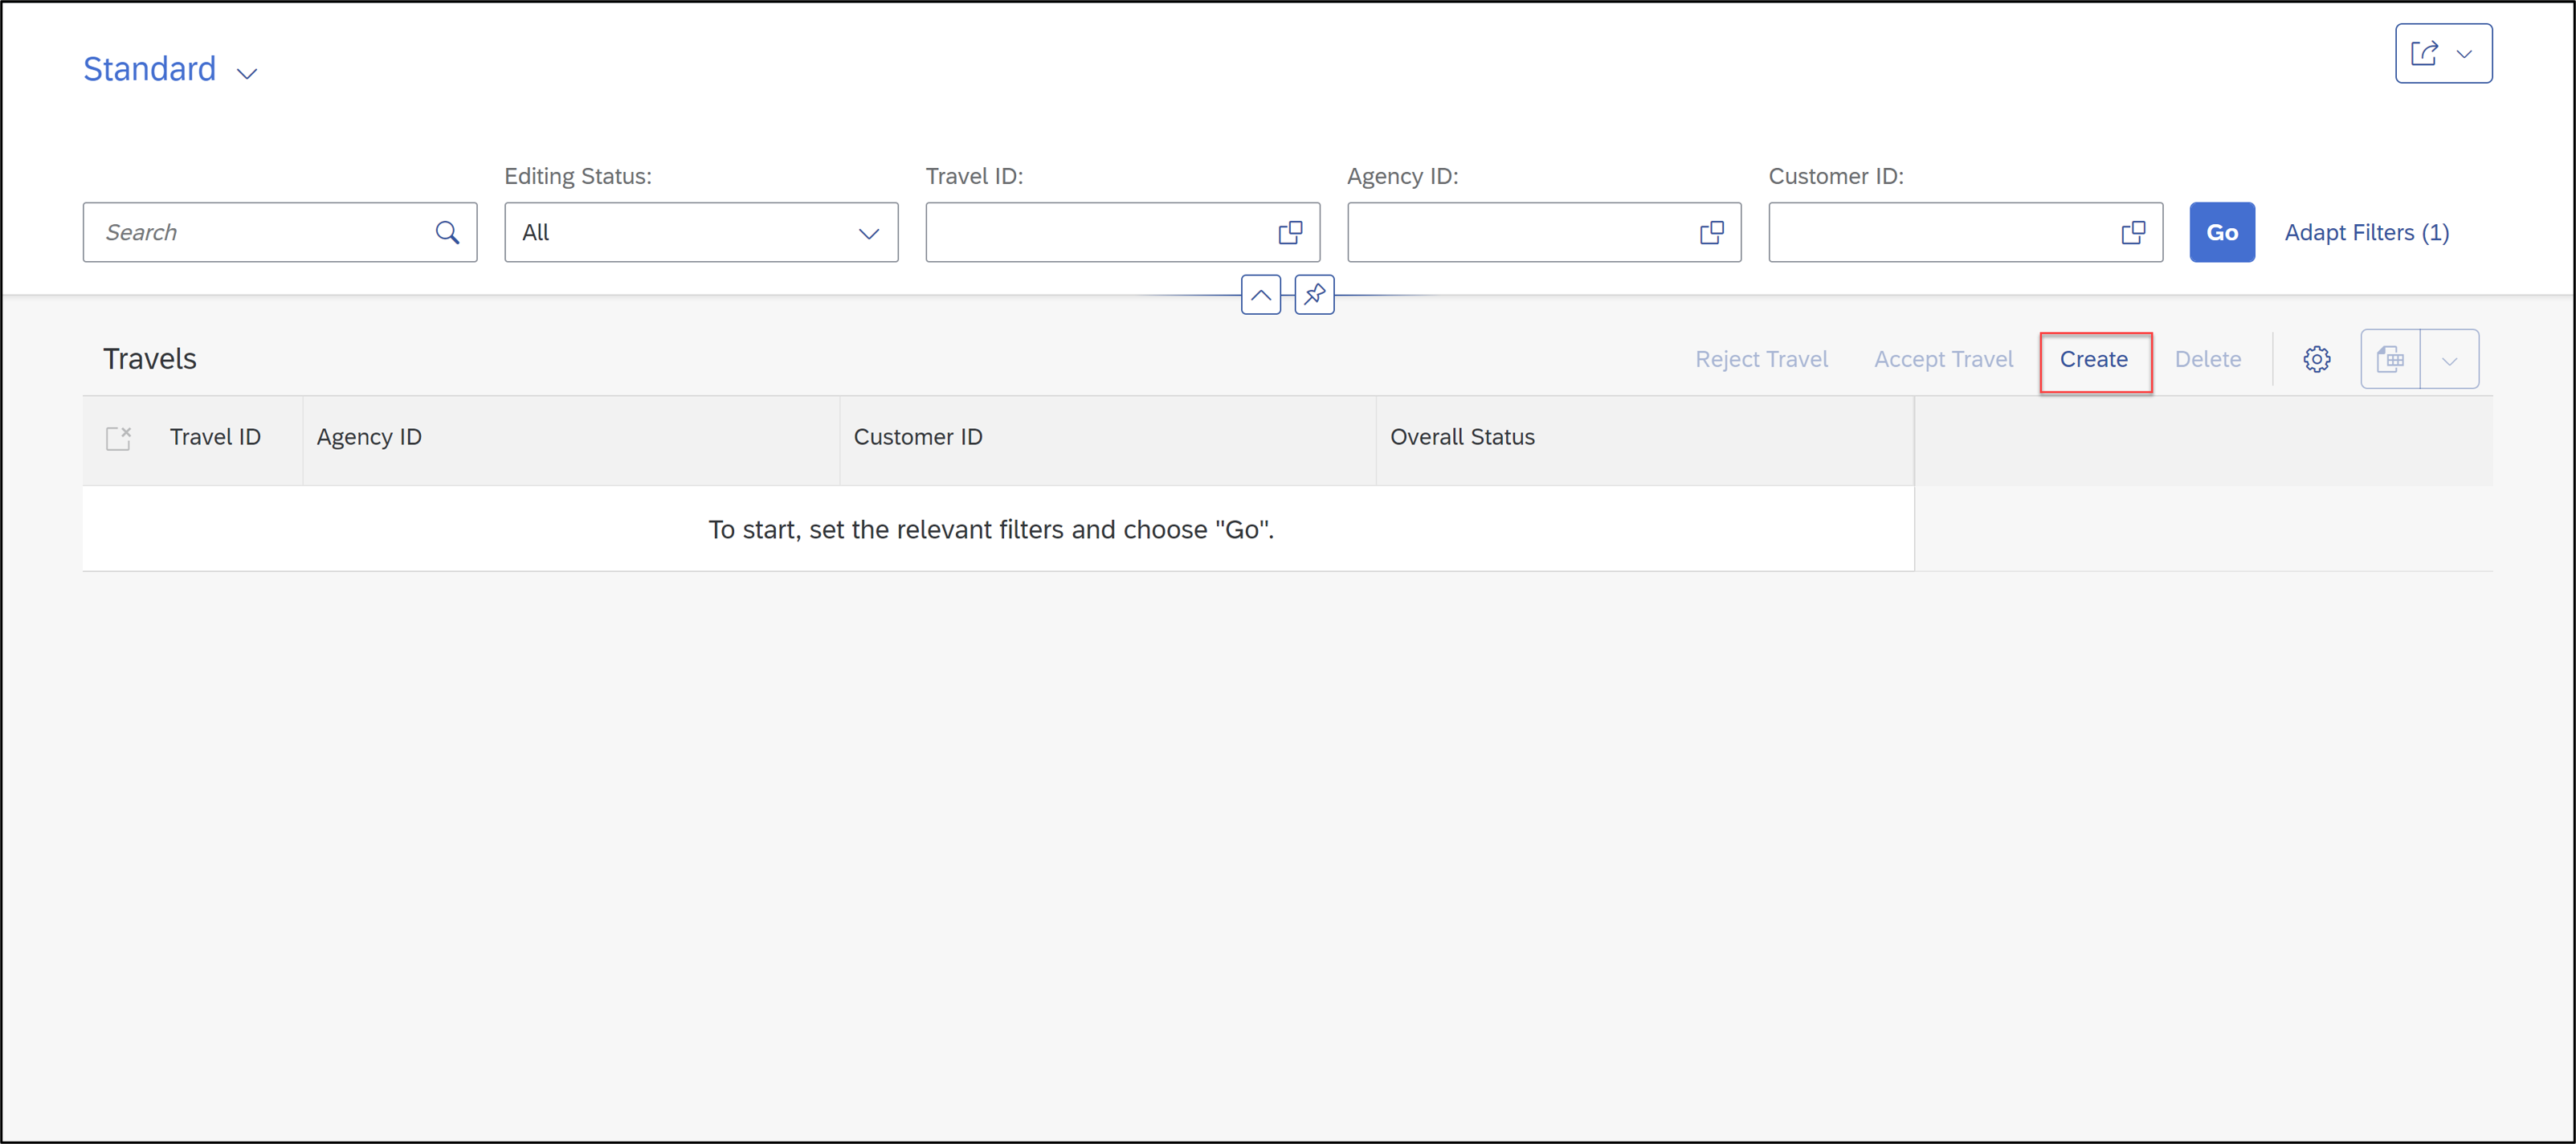 Standard
Editing Status: Travel ID: Agency ID: Customer ID:
Search All Go Adapt Filters (1)
Travels Reject Travel Accept Travel Create Delete
Travel ID Agency ID Customer ID Overall Status
To start, set the relevant filters and choose "Go".